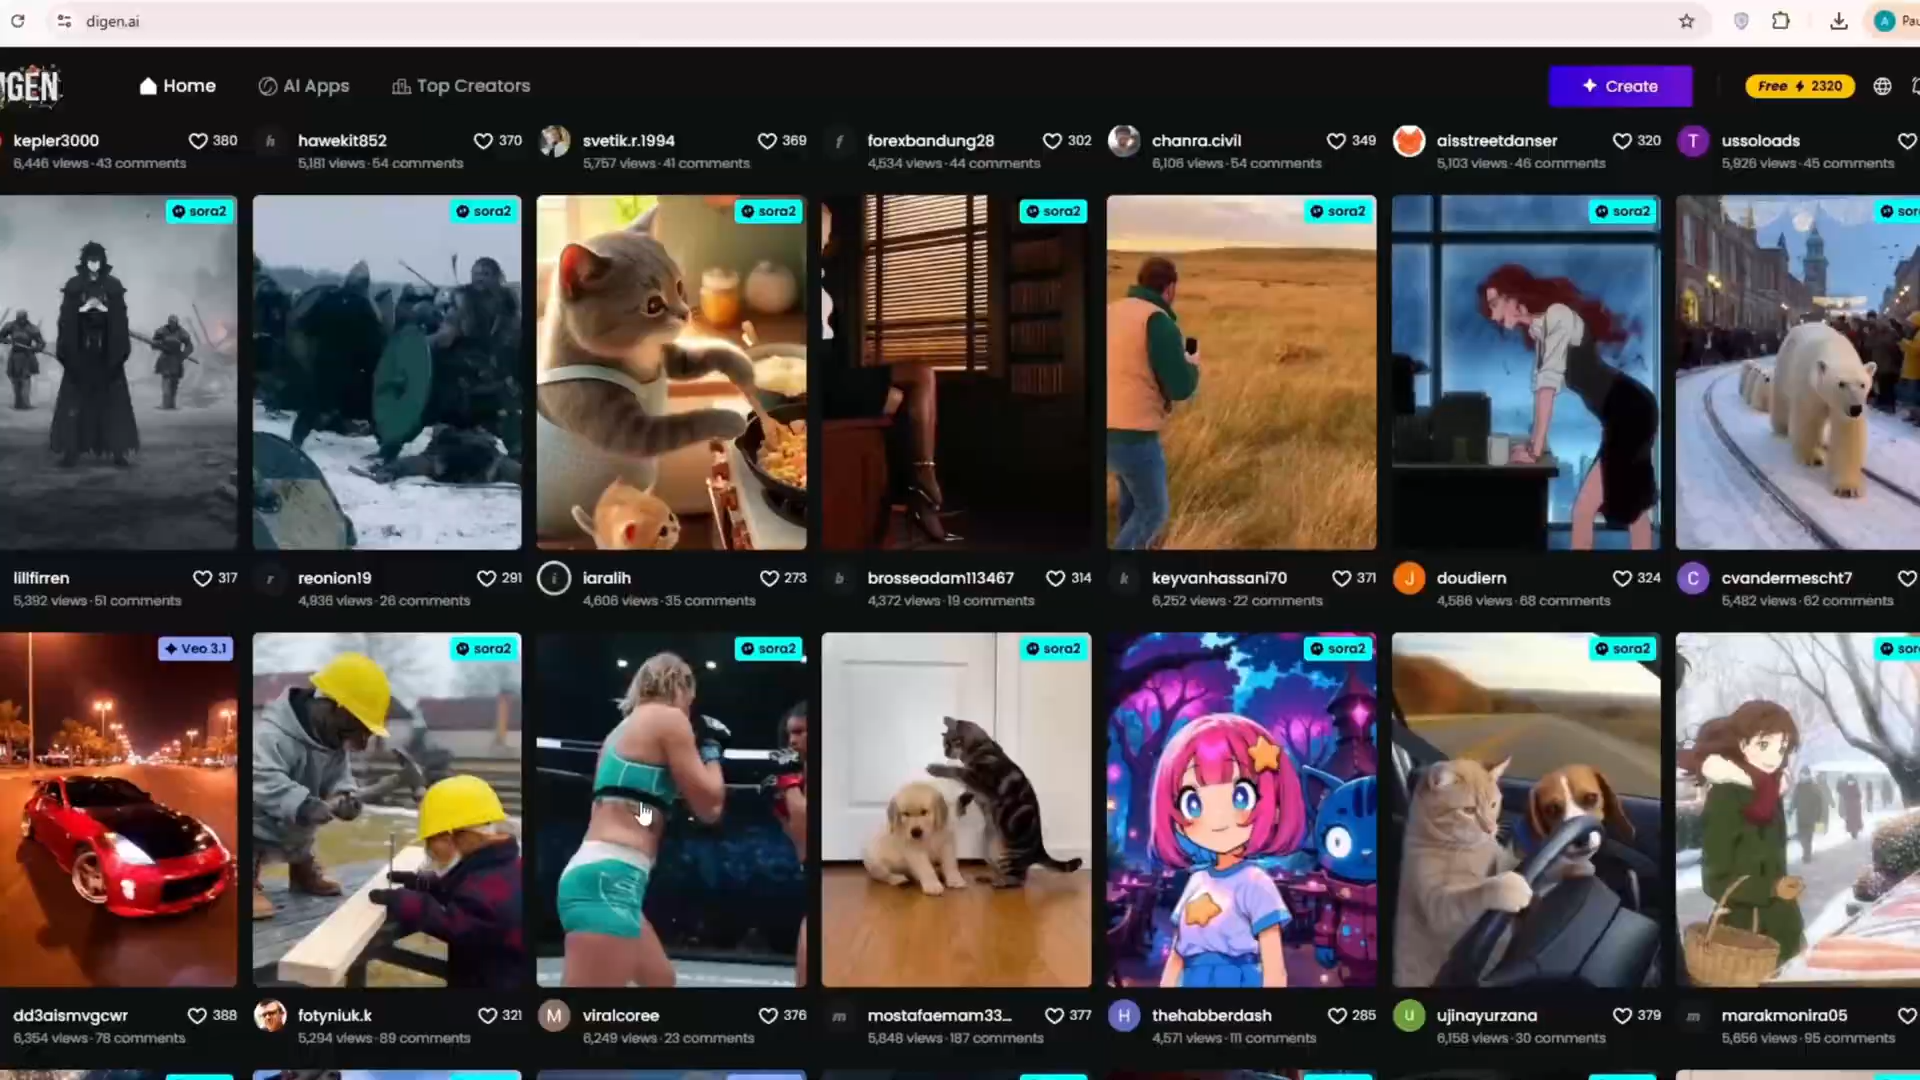 digen.ai
Pau
IGEN
Home
AI Apps
Top Creators
Create
Free 2320
kepler3000 380
6,446 views·43 comments
hawekit852 370
5,181 views·54 comments
svetik.r.1994 369
5,757 views·41 comments
forexbandung28 302
4,534 views·44 comments
chanra.civil 349
6,106 views·54 comments
aisstreetdanser 320
5,103 views·46 comments
T ussoloads
5,926 views·45 comments
sora2
sora2
sora2
sora2
sora2
sora2
sor
lillfirren 317
5,392 views·51 comments
r reonion19 291
4,936 views·26 comments
i iaralih 273
4,606 views·35 comments
b brosseadam113467 314
4,372 views·19 comments
k keyvanhassani70 371
6,252 views·22 comments
J doudiern 324
4,586 views·68 comments
C cvandermescht7
5,482 views·62 comments
Veo 3.1
sora2
sora2
sora2
sora2
sora2
sor
dd3aismvgcwr 388
6,354 views·78 comments
fotyniuk.k 321
5,294 views·89 comments
M viralcoree 376
6,249 views·23 comments
m mostafaemam33... 377
5,848 views·187 comments
H thehabberdash 285
4,571 views·111 comments
U ujinayurzana 379
6,158 views·30 comments
m marakmonira05
5,656 views·95 comments